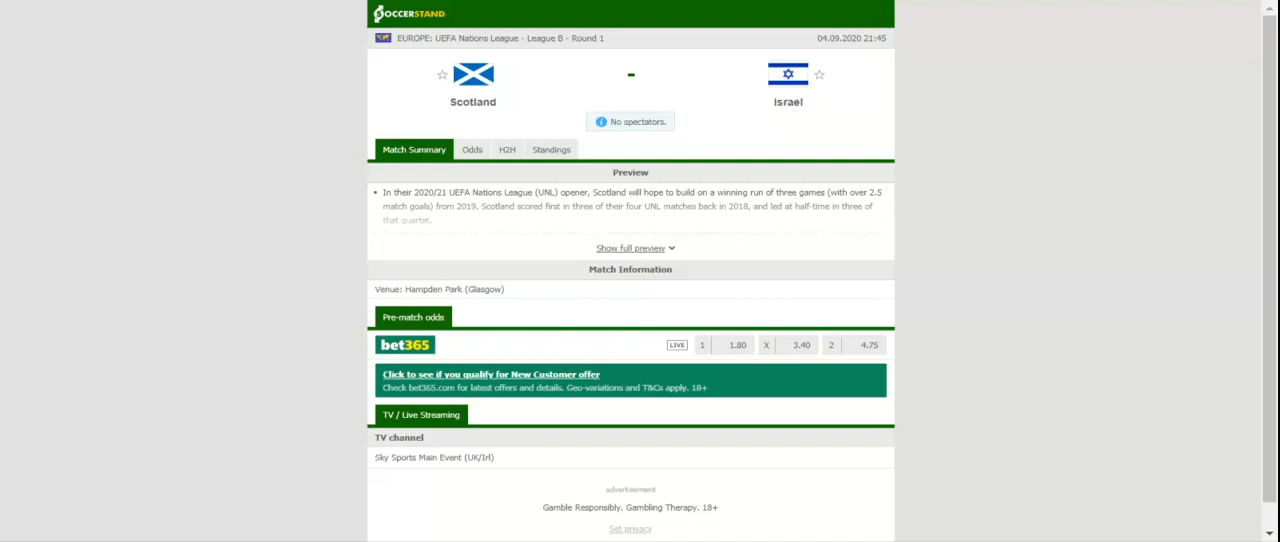 SOCCERSTAND
EUROPE: UEFA Nations League - League B - Round 1 04.09.2020 21:45
-
Scotland Israel
No spectators.
Match Summary Odds H2H Standings
Preview
In their 2020/21 UEFA Nations League (UNL) opener, Scotland will hope to build on a winning run of three games (with over 2.5
match goals) from 2019. Scotland scored first in three of their four UNL matches back in 2018, and led at half-time in three of
that quartet.
Show full preview
Match Information
Venue: Hampden Park (Glasgow)
Pre-match odds
bet365 LIVE 1 1.80 X 3.40 2 4.75
Click to see if you qualify for New Customer offer
Check bet365.com for latest offers and details. Geo-variations and T&Cs apply. 18+
TV / Live Streaming
TV channel
Sky Sports Main Event (UK/Irl)
advertisement
Gamble Responsibly. Gambling Therapy. 18+
Set privacy